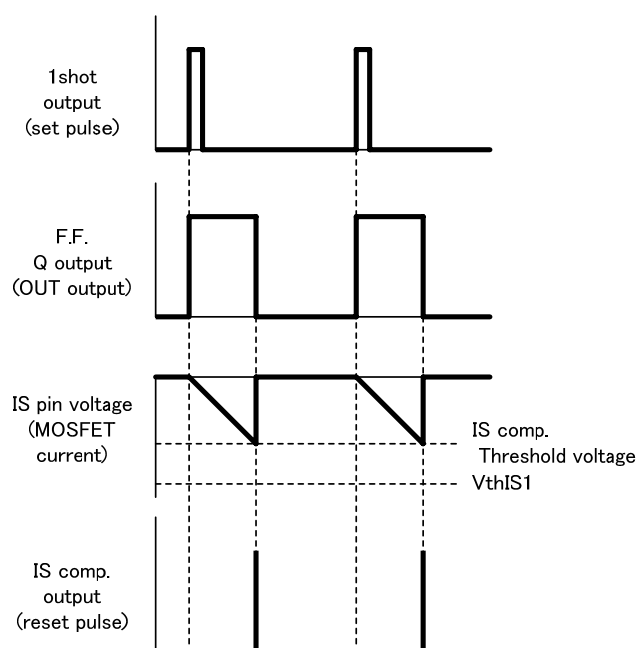 1shot
output
(set pulse)
F.F.
Q output
(OUT output)
IS pin voltage
(MOSFET
current)
IS comp.
Threshold voltage
VthIS1
IS comp.
output
(reset pulse)